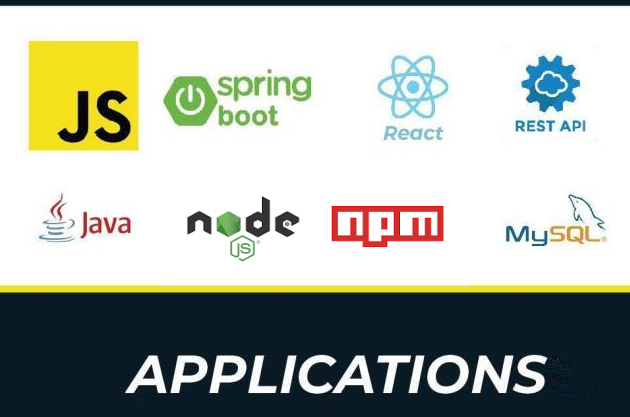 JS
spring
boot
React
REST API
Java
node
JS
npm
MySQL
APPLICATIONS